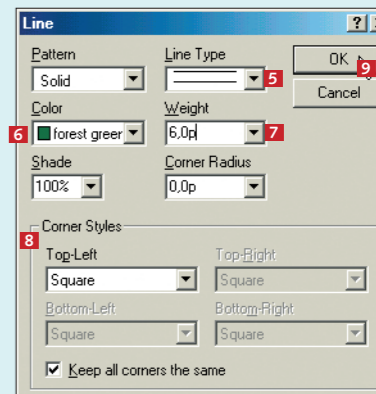 Line
Pattern Line Type OK 9
Solid 5 Cancel
Color Weight
6 forest greer 6,0p 7
Shade Corner Radius
100% 0,0p
8 Corner Styles
Top-Left Top-Right
Square Square
Bottom-Left Bottom-Right
Square Square
Keep all corners the same